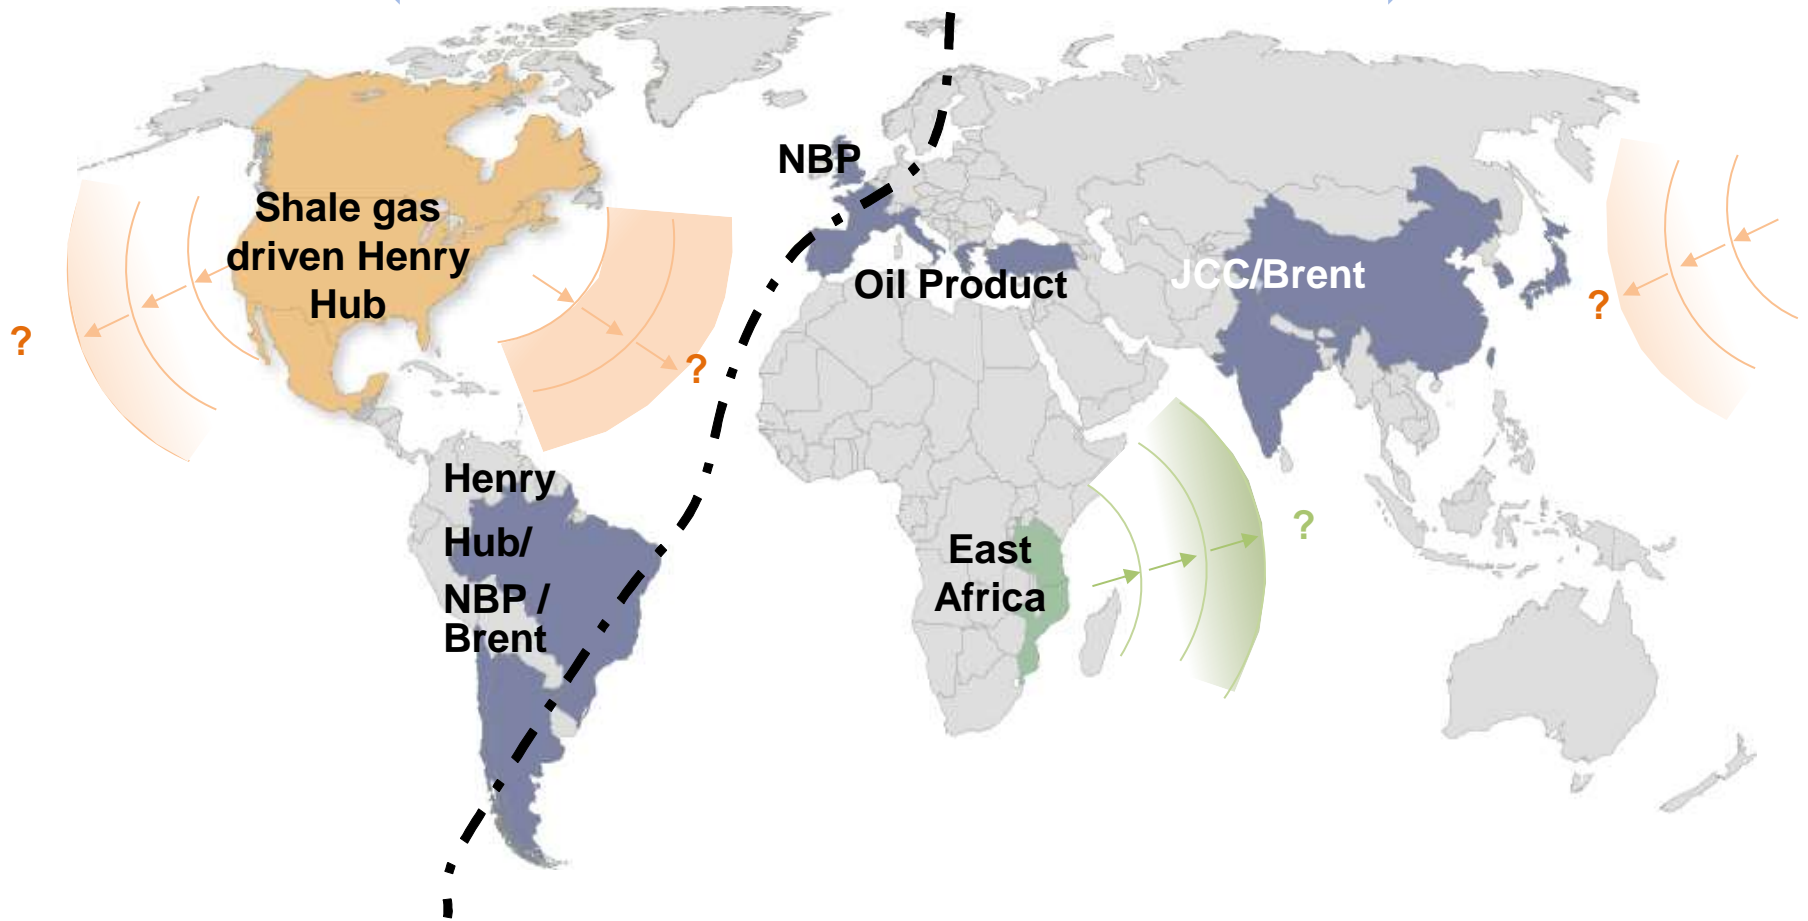 NBP
Shale gas
driven Henry
Hub
Oil Product
JCC/Brent
?
?
?
Henry
Hub/
NBP /
Brent
East
Africa
?